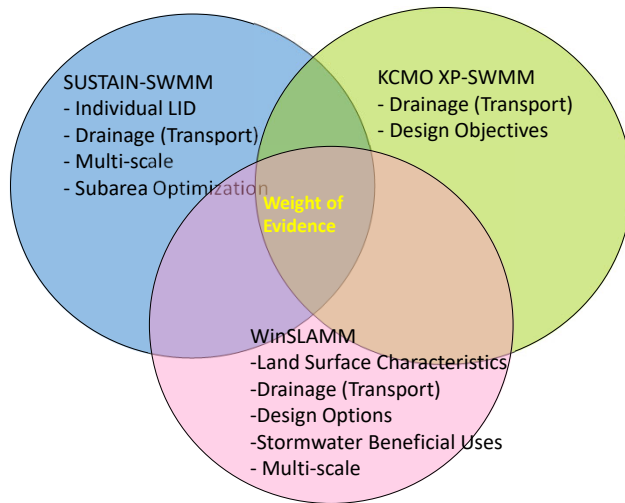 SUSTAIN-SWMM
- Individual LID
- Drainage (Transport)
- Multi-scale
- Subarea Optimization
KCMO XP-SWMM
- Drainage (Transport)
- Design Objectives
Weight of
Evidence
WinSLAMM
-Land Surface Characteristics
-Drainage (Transport)
-Design Options
-Stormwater Beneficial Uses
- Multi-scale